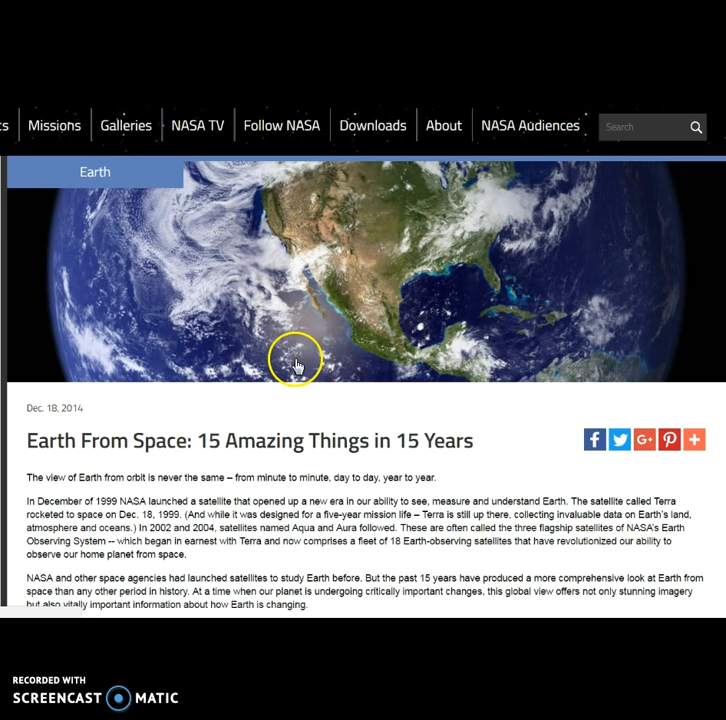 Missions Galleries NASA TV Follow NASA Downloads About NASA Audiences Search
Earth
Dec. 18, 2014
Earth From Space: 15 Amazing Things in 15 Years
The view of Earth from orbit is never the same – from minute to minute, day to day, year to year.
In December of 1999 NASA launched a satellite that opened up a new era in our ability to see, measure and understand Earth. The satellite called Terra
rocketed to space on Dec. 18, 1999. (And while it was designed for a five-year mission life – Terra is still up there, collecting invaluable data on Earth's land,
atmosphere and oceans.) In 2002 and 2004, satellites named Aqua and Aura followed. These are often called the three flagship satellites of NASA's Earth
Observing System -- which began in earnest with Terra and now comprises a fleet of 18 Earth-observing satellites that have revolutionized our ability to
observe our home planet from space.
NASA and other space agencies had launched satellites to study Earth before. But the past 15 years have produced a more comprehensive look at Earth from
space than any other period in history. At a time when our planet is undergoing critically important changes, this global view offers not only stunning imagery
but also vitally important information about how Earth is changing.
RECORDED WITH
SCREENCAST MATIC